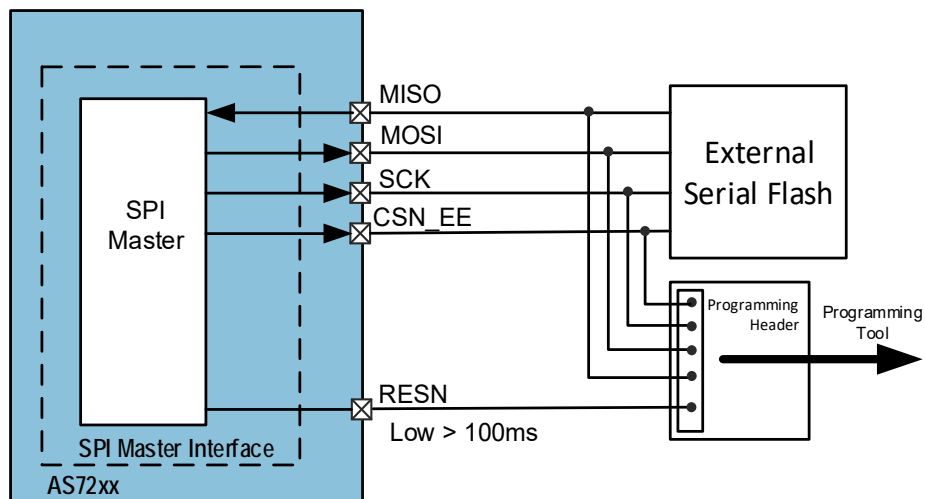 MISO
MOSI
SCK
CSN_EE
SPI
Master
External
Serial Flash
Programming
Header
Programming
Tool
RESN
Low > 100ms
SPI Master Interface
AS72xx